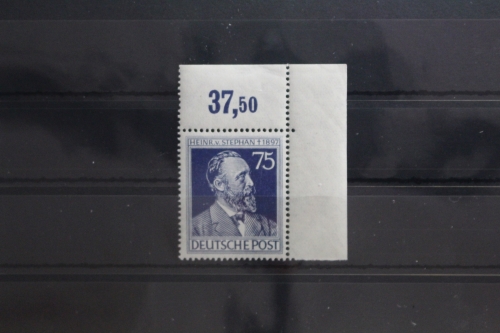 37,50
HEINR. v. STEPHAN † 1897
75
DEUTSCHE POST